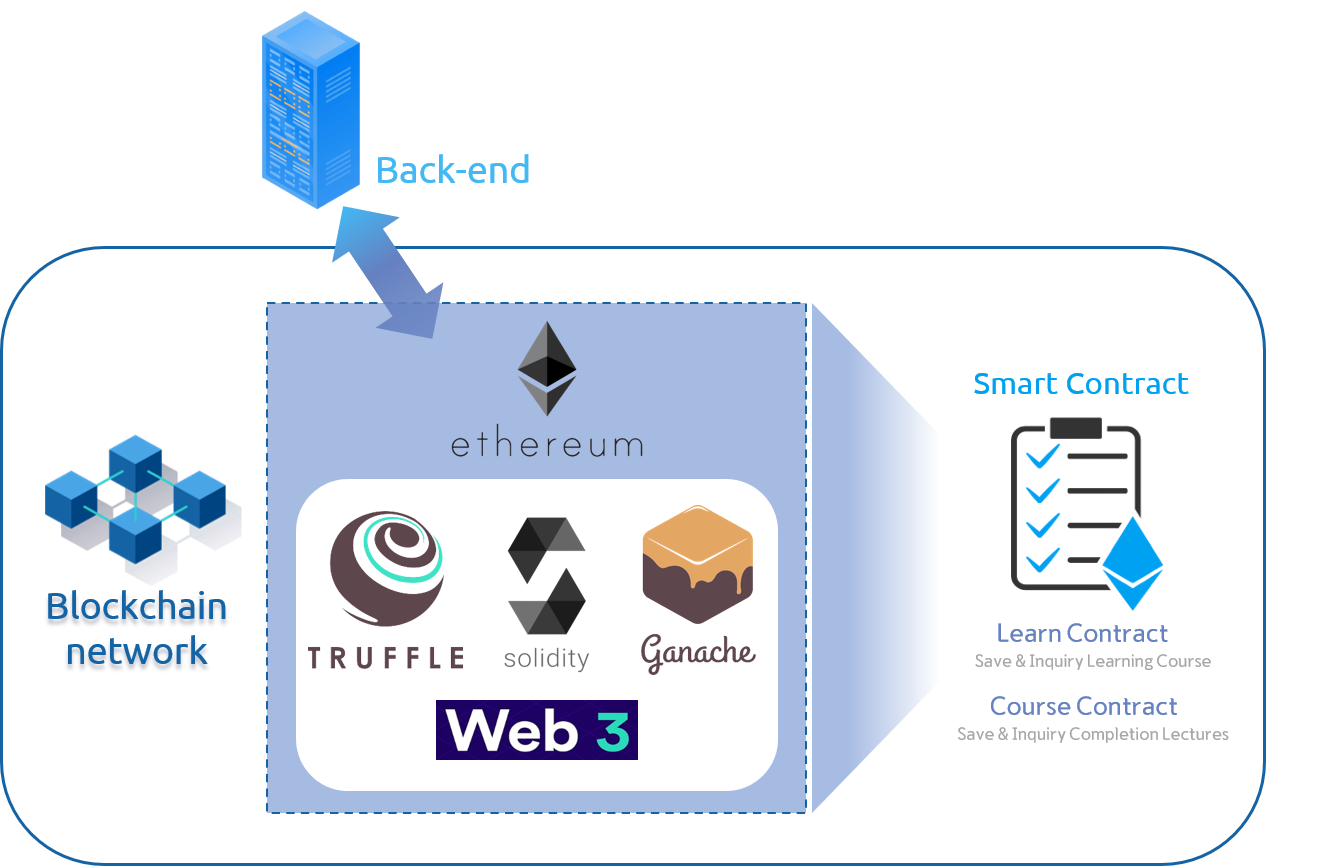 Back-end
ethereum
Blockchain
network
TRUFFLE
solidity
Ganache
Web 3
Smart Contract
Learn Contract
Save & Inquiry Learning Course
Course Contract
Save & Inquiry Completion Lectures